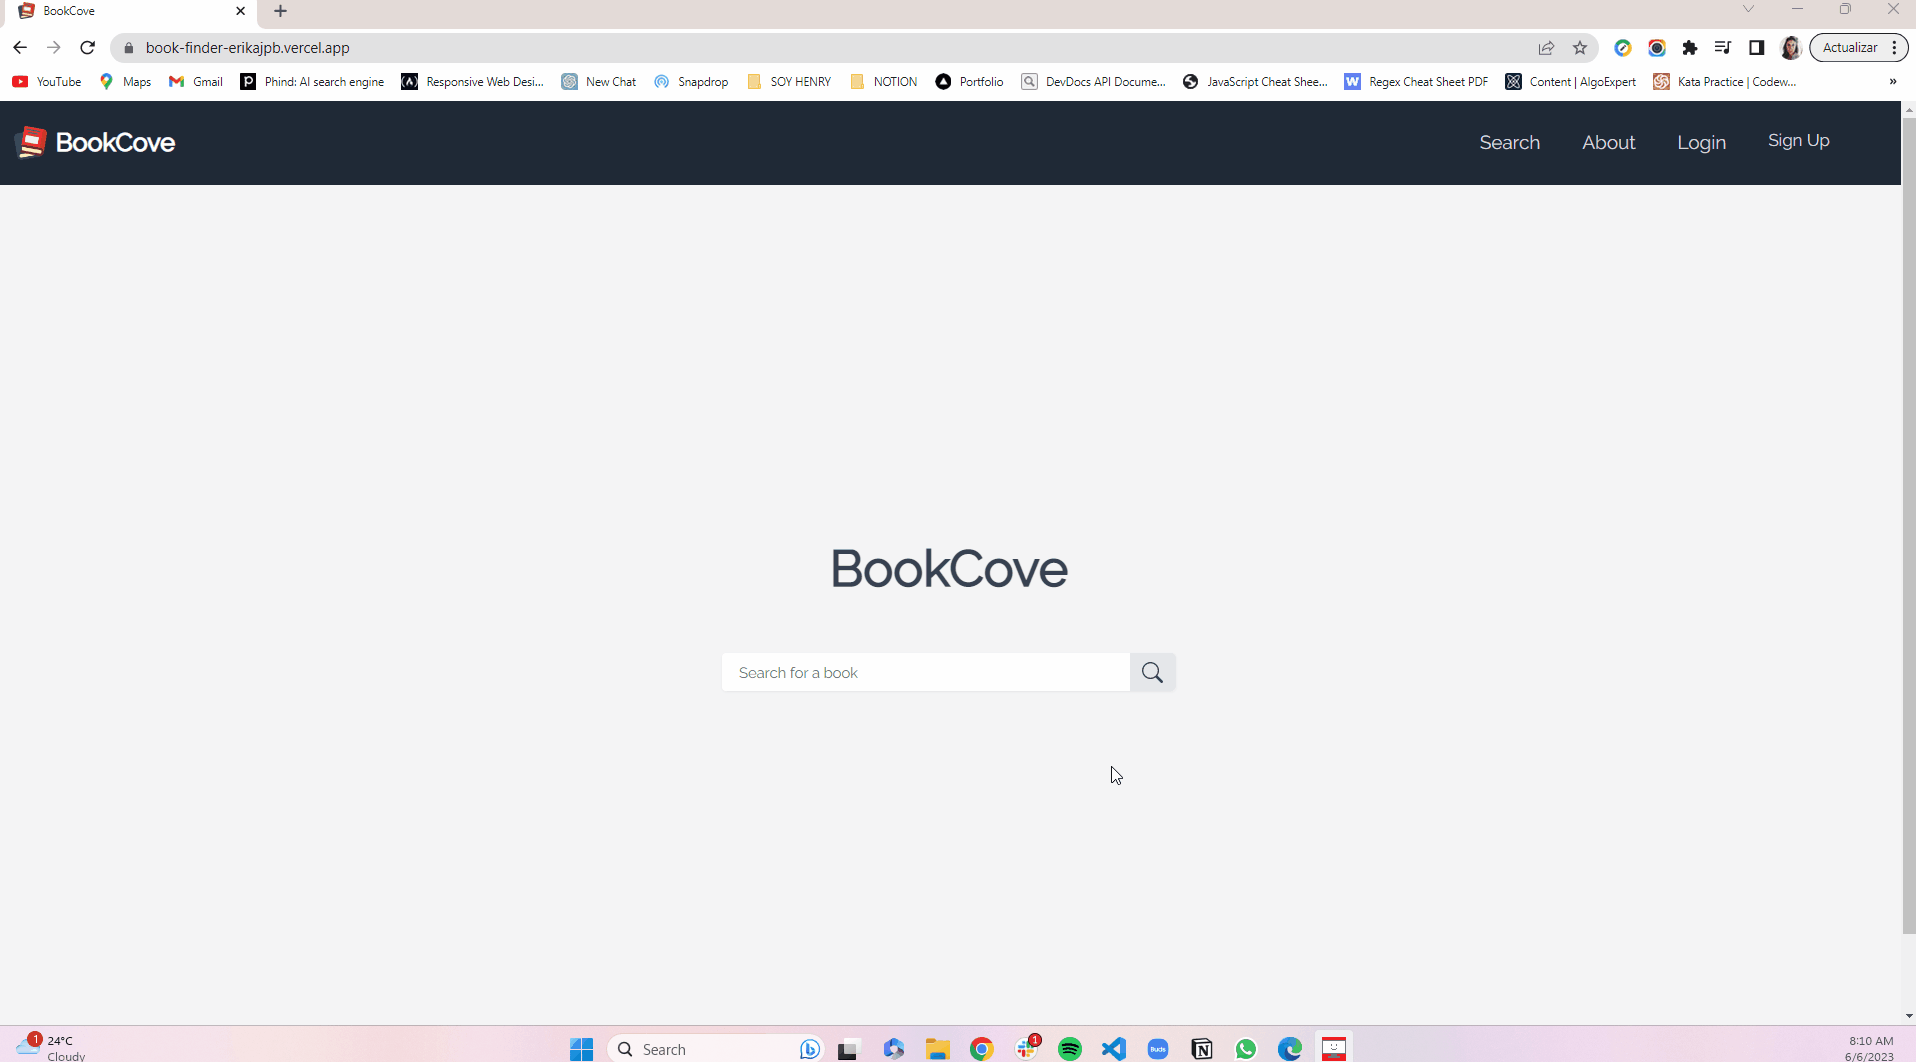 BookCove
book-finder-erikajpb.vercel.app
Actualizar
YouTube Maps Gmail Phind: AI search engine Responsive Web Desi... New Chat Snapdrop SOY HENRY NOTION Portfolio DevDocs API Docume... JavaScript Cheat Shee... Regex Cheat Sheet PDF Content | AlgoExpert Kata Practice | Codew... »
BookCove Search About Login Sign Up
BookCove
Search for a book
1 24°C
Cloudy
Search
1
Buds
8:10 AM
6/6/2023